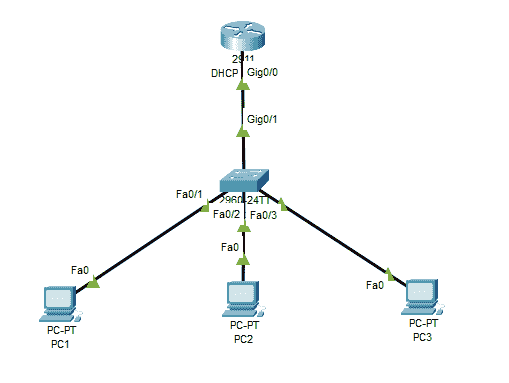 2911
DHCP
Gig0/0
Gig0/1
Fa0/1
2960-24TT
Fa0/2
Fa0/3
Fa0
Fa0
Fa0
PC-PT
PC1
PC-PT
PC2
PC-PT
PC3